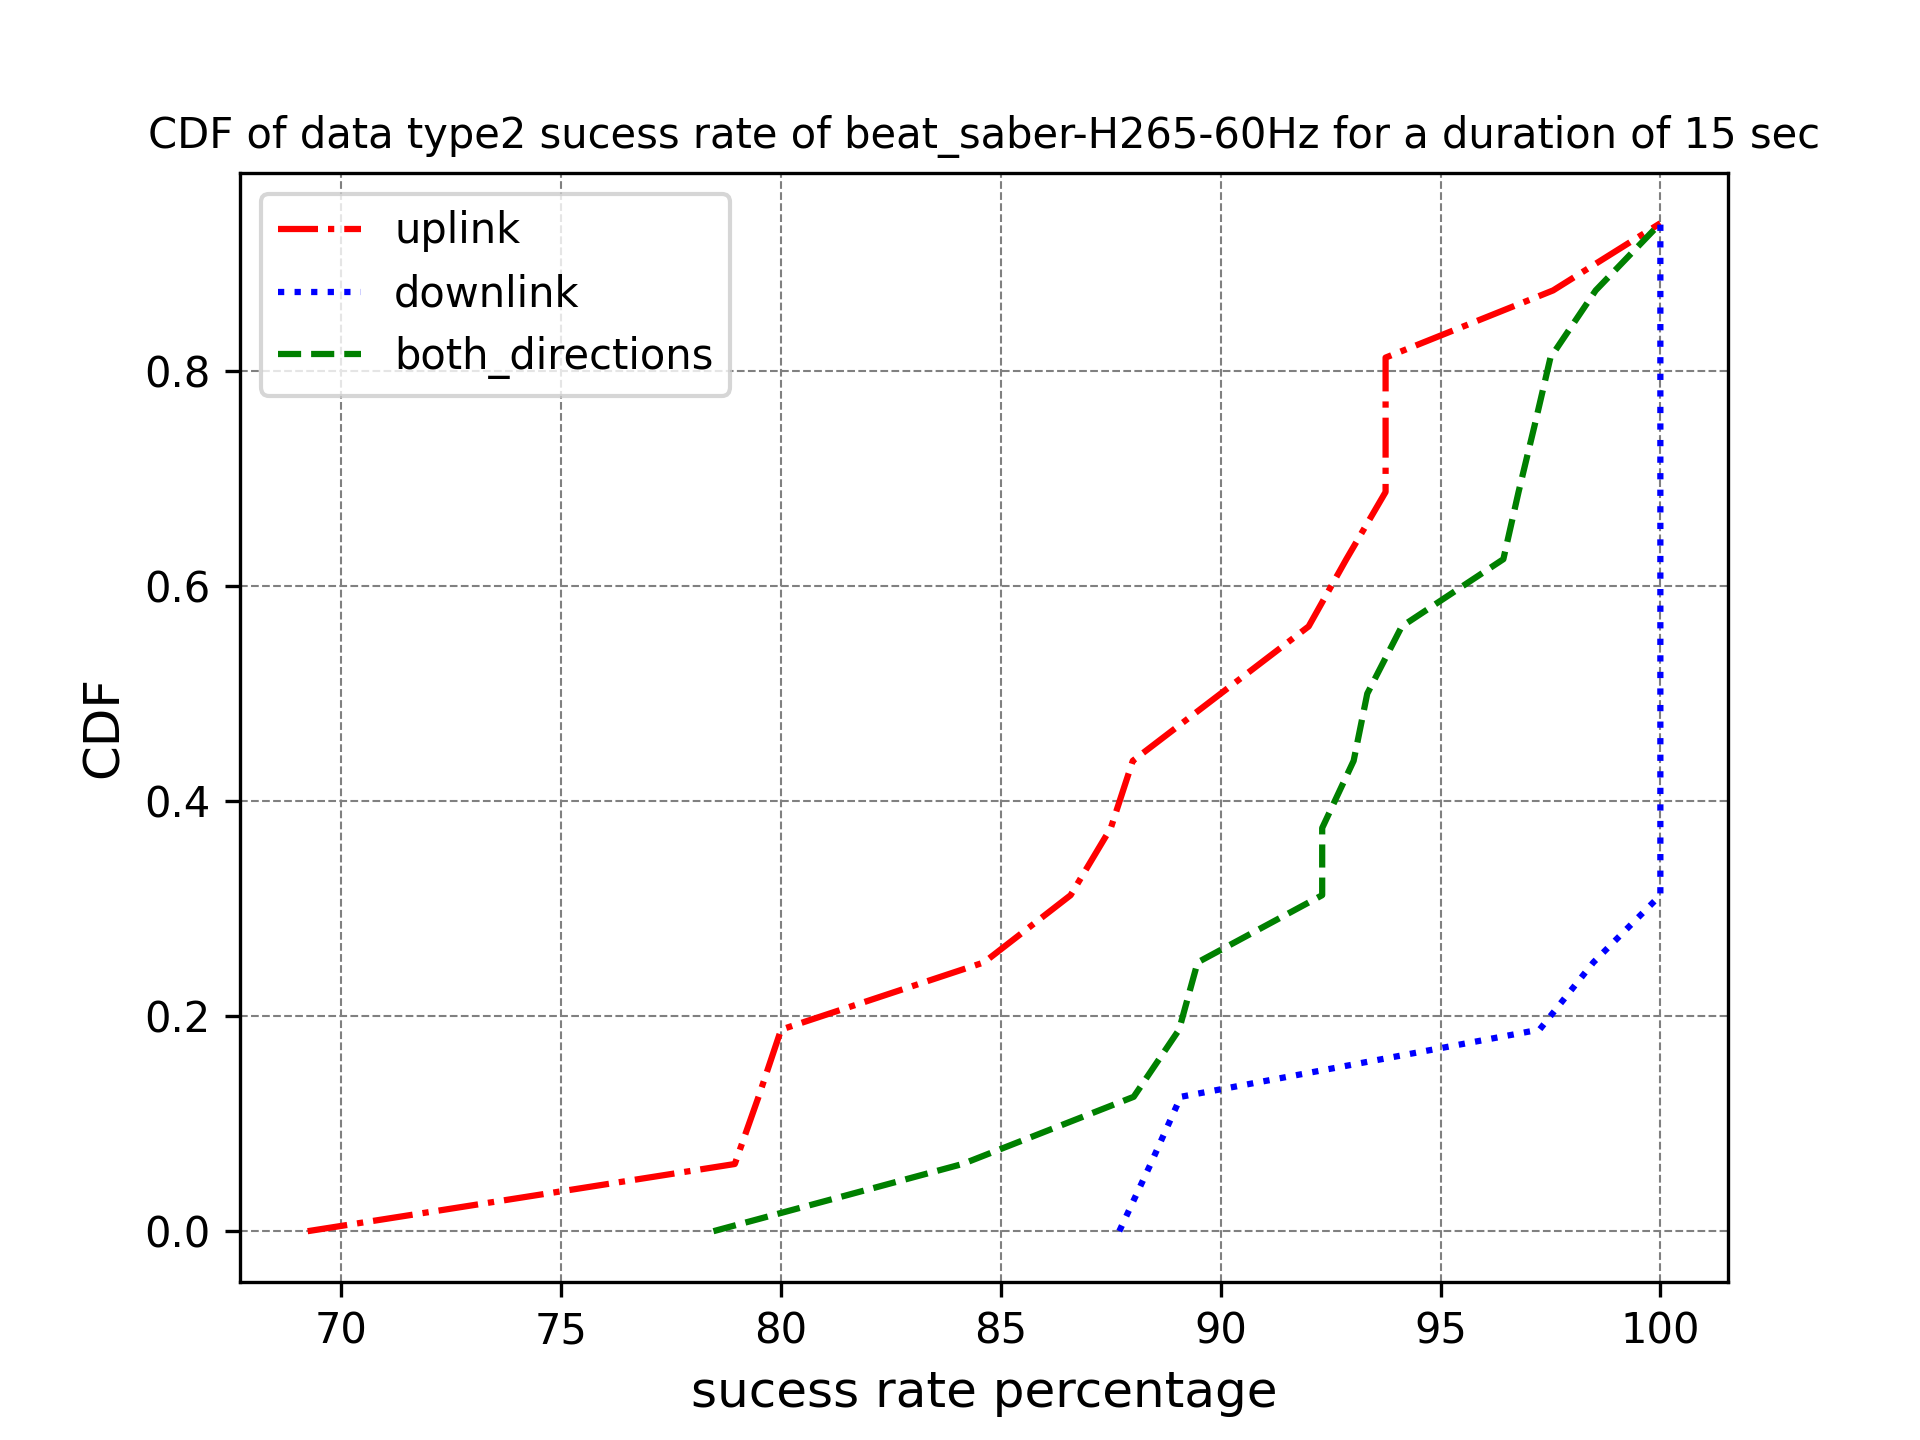 CDF of data type2 sucess rate of beat_saber-H265-60Hz for a duration of 15 sec
uplink
downlink
both_directions
CDF
0.8
0.6
0.4
0.2
0.0
70 75 80 85 90 95 100
sucess rate percentage